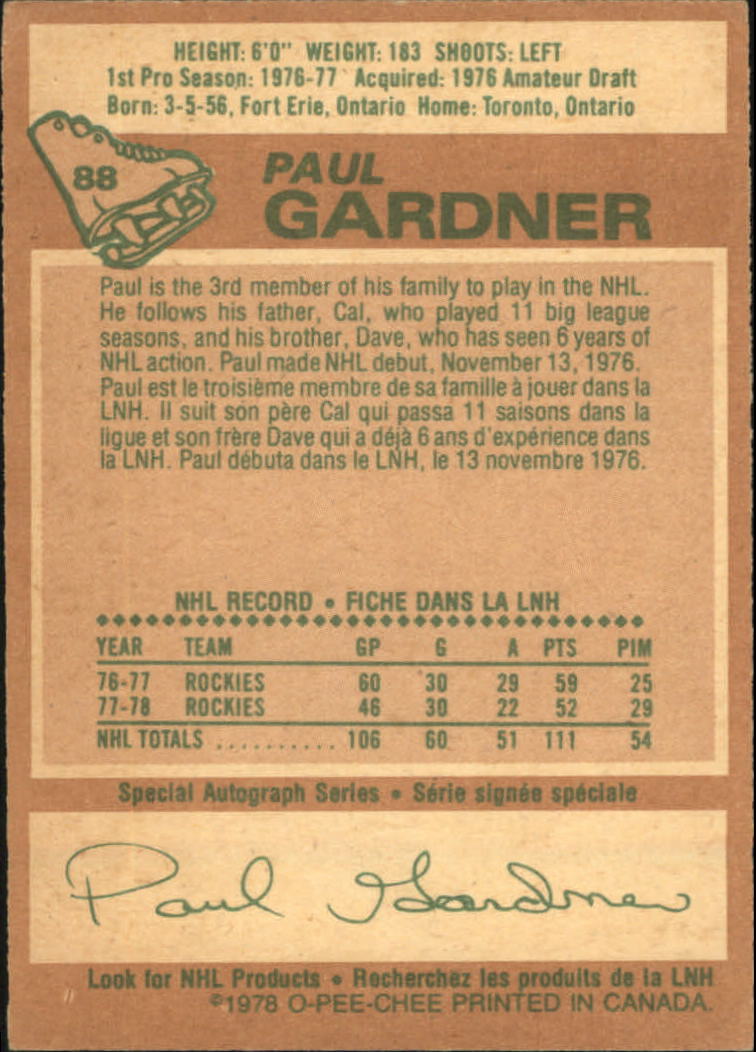 HEIGHT: 6'0" WEIGHT: 183 SHOOTS: LEFT
1st Pro Season: 1976-77 Acquired: 1976 Amateur Draft
Born: 3-5-56, Fort Erie, Ontario Home: Toronto, Ontario
88
PAUL
GARDNER
Paul is the 3rd member of his family to play in the NHL.
He follows his father, Cal, who played 11 big league
seasons, and his brother, Dave, who has seen 6 years of
NHL action. Paul made NHL debut, November 13, 1976.
Paul est le troisième membre de sa famille à jouer dans la
LNH. Il suit son père Cal qui passa 11 saisons dans la
ligue et son frère Dave qui a déjà 6 ans d'expérience dans
la LNH. Paul débuta dans le LNH, le 13 novembre 1976.
NHL RECORD • FICHE DANS LA LNH
YEAR TEAM GP G A PTS PIM
76-77 ROCKIES 60 30 29 59 25
77-78 ROCKIES 46 30 22 52 29
NHL TOTALS .......... 106 60 51 111 54
Special Autograph Series • Série signée spéciale
Paul Gardner
Look for NHL Products • Recherchez les produits de la LNH
©1978 O-PEE-CHEE PRINTED IN CANADA.